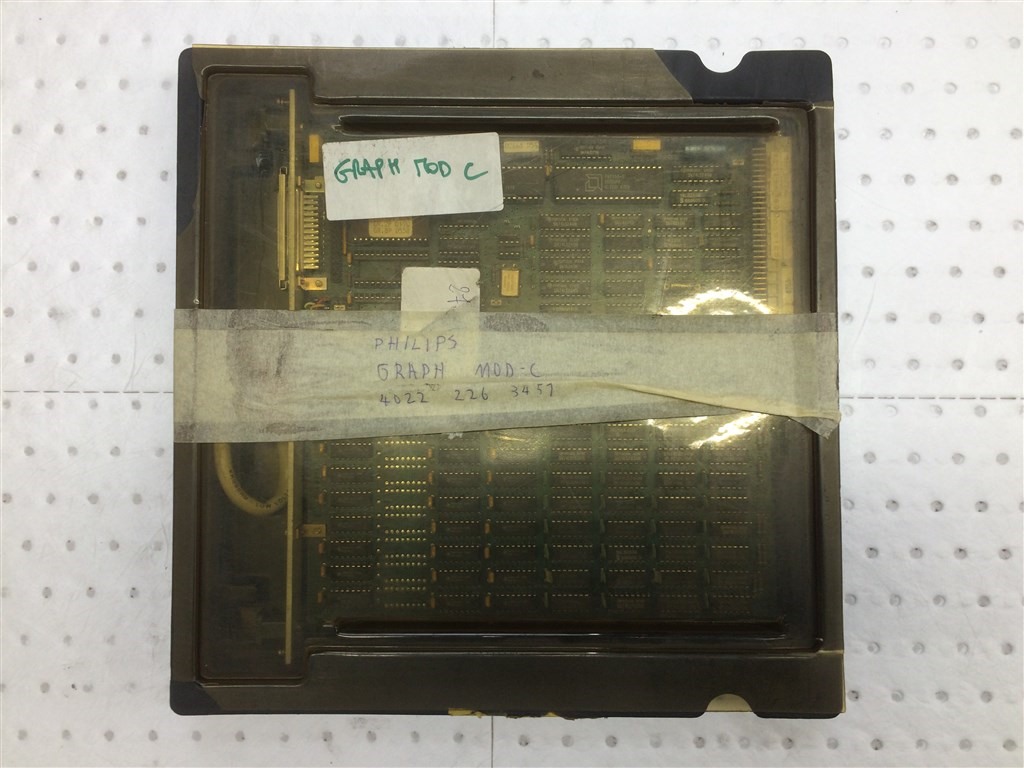 GRAPH MOD C
PHILIPS
GRAPH MOD-C
4022 226 3457